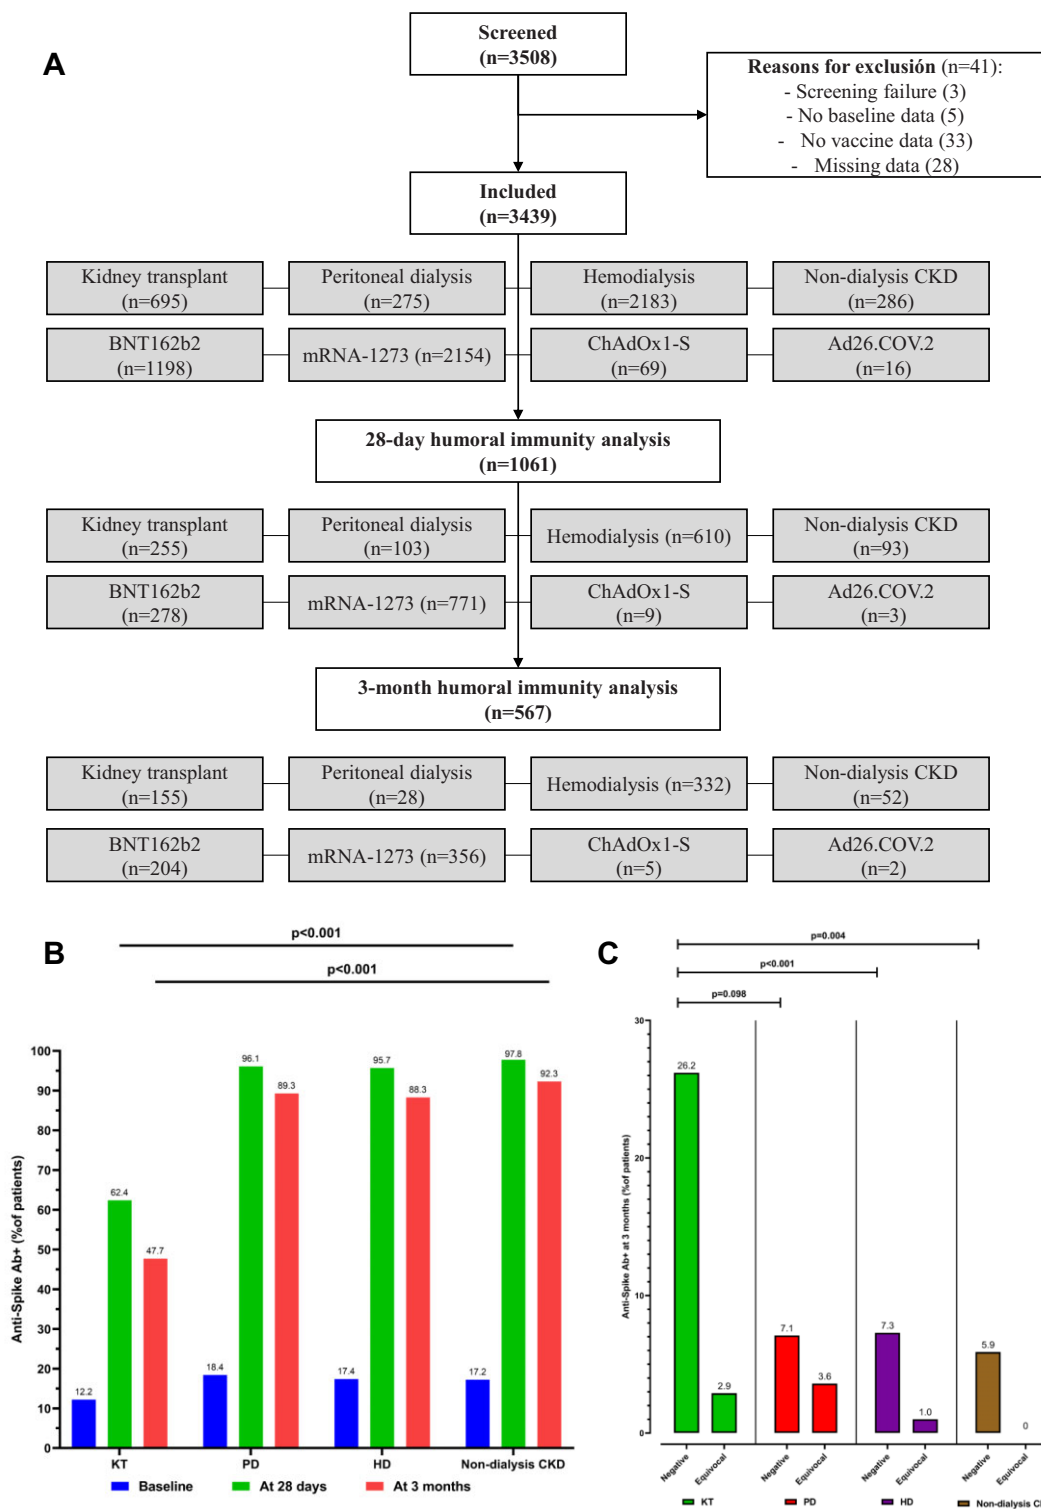 A
Screened
(n=3508)
Reasons for exclusión (n=41):
- Screening failure (3)
- No baseline data (5)
- No vaccine data (33)
- Missing data (28)
Included
(n=3439)
Kidney transplant
(n=695)
Peritoneal dialysis
(n=275)
Hemodialysis
(n=2183)
Non-dialysis CKD
(n=286)
BNT162b2
(n=1198)
mRNA-1273 (n=2154)
ChAdOx1-S
(n=69)
Ad26.COV.2
(n=16)
28-day humoral immunity analysis
(n=1061)
Kidney transplant
(n=255)
Peritoneal dialysis
(n=103)
Hemodialysis (n=610)
Non-dialysis CKD
(n=93)
BNT162b2
(n=278)
mRNA-1273 (n=771)
ChAdOx1-S
(n=9)
Ad26.COV.2
(n=3)
3-month humoral immunity analysis
(n=567)
Kidney transplant
(n=155)
Peritoneal dialysis
(n=28)
Hemodialysis (n=332)
Non-dialysis CKD
(n=52)
BNT162b2
(n=204)
mRNA-1273 (n=356)
ChAdOx1-S
(n=5)
Ad26.COV.2
(n=2)
B
p<0.001
p<0.001
Anti-Spike Ab+ (%of patients)
100
90
80
70
60
50
40
30
20
10
0
12.2
62.4
47.7
18.4
96.1
89.3
17.4
95.7
88.3
17.2
97.8
92.3
KT
PD
HD
Non-dialysis CKD
Baseline
At 28 days
At 3 months
C
p=0.004
p<0.001
p=0.098
Anti-Spike Ab+ at 3 months (%of patients)
30
20
10
0
26.2
2.9
7.1
3.6
7.3
1.0
5.9
0
Negative
Equivocal
Negative
Equivocal
Negative
Equivocal
Negative
Equivocal
KT
PD
HD
Non-dialysis C